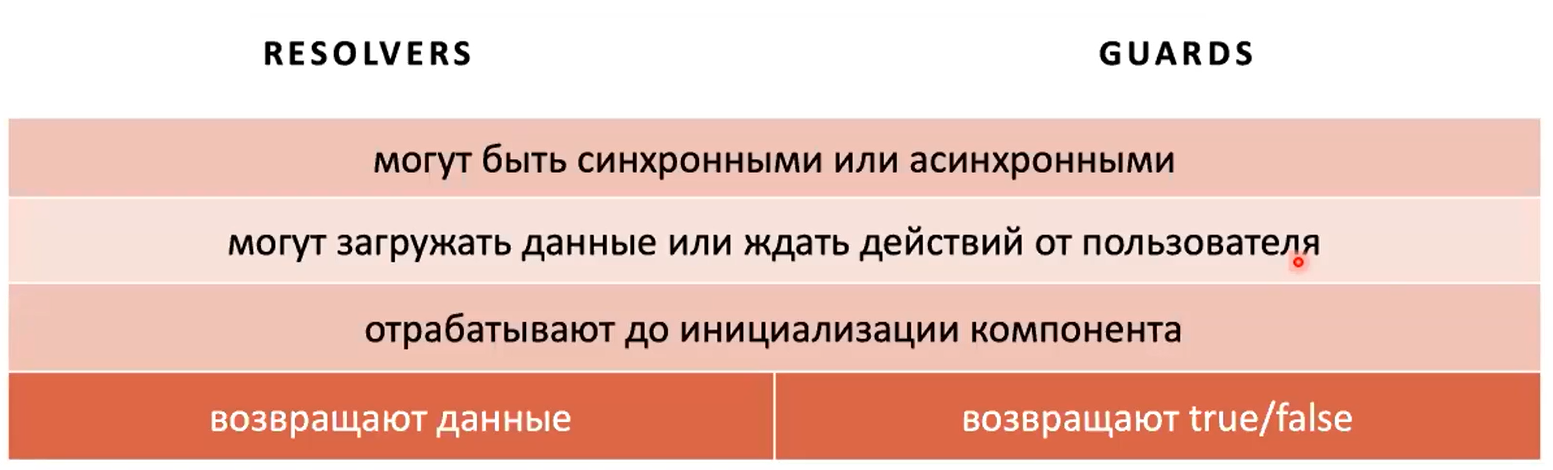 RESOLVERS
GUARDS
могут быть синхронными или асинхронными
могут загружать данные или ждать действий от пользователя
отрабатывают до инициализации компонента
возвращают данные
возвращают true/false